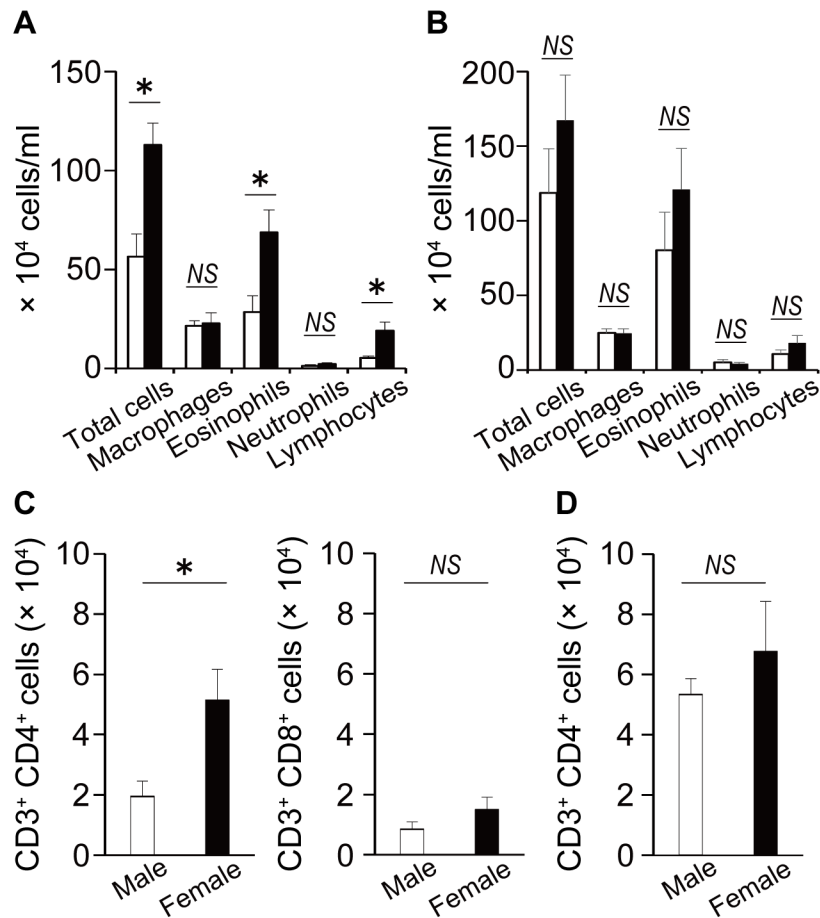 A
× 10⁴ cells/ml
150
100
50
0
*
NS
*
NS
*
Total cells
Macrophages
Eosinophils
Neutrophils
Lymphocytes
B
× 10⁴ cells/ml
200
150
100
50
0
NS
NS
NS
NS
NS
Total cells
Macrophages
Eosinophils
Neutrophils
Lymphocytes
C
CD3⁺ CD4⁺ cells (× 10⁴)
10
8
6
4
2
0
*
Male
Female
CD3⁺ CD8⁺ cells (× 10⁴)
10
8
6
4
2
0
NS
Male
Female
D
CD3⁺ CD4⁺ cells (× 10⁴)
10
8
6
4
2
0
NS
Male
Female